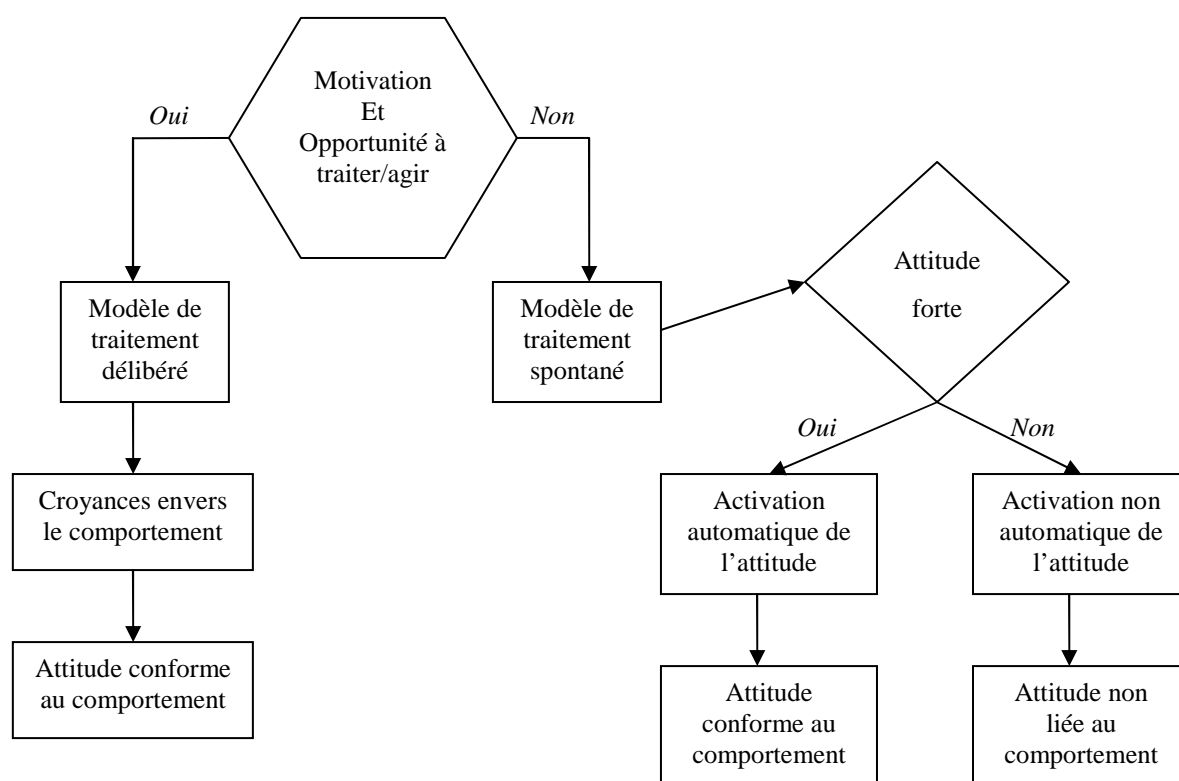 Motivation
Et
Opportunité à
traiter/agir
Oui
Non
Modèle de
traitement
délibéré
Modèle de
traitement
spontané
Attitude
forte
Oui
Non
Croyances envers
le comportement
Activation
automatique de
l’attitude
Activation non
automatique de
l’attitude
Attitude conforme
au comportement
Attitude
conforme au
comportement
Attitude non
liée au
comportement